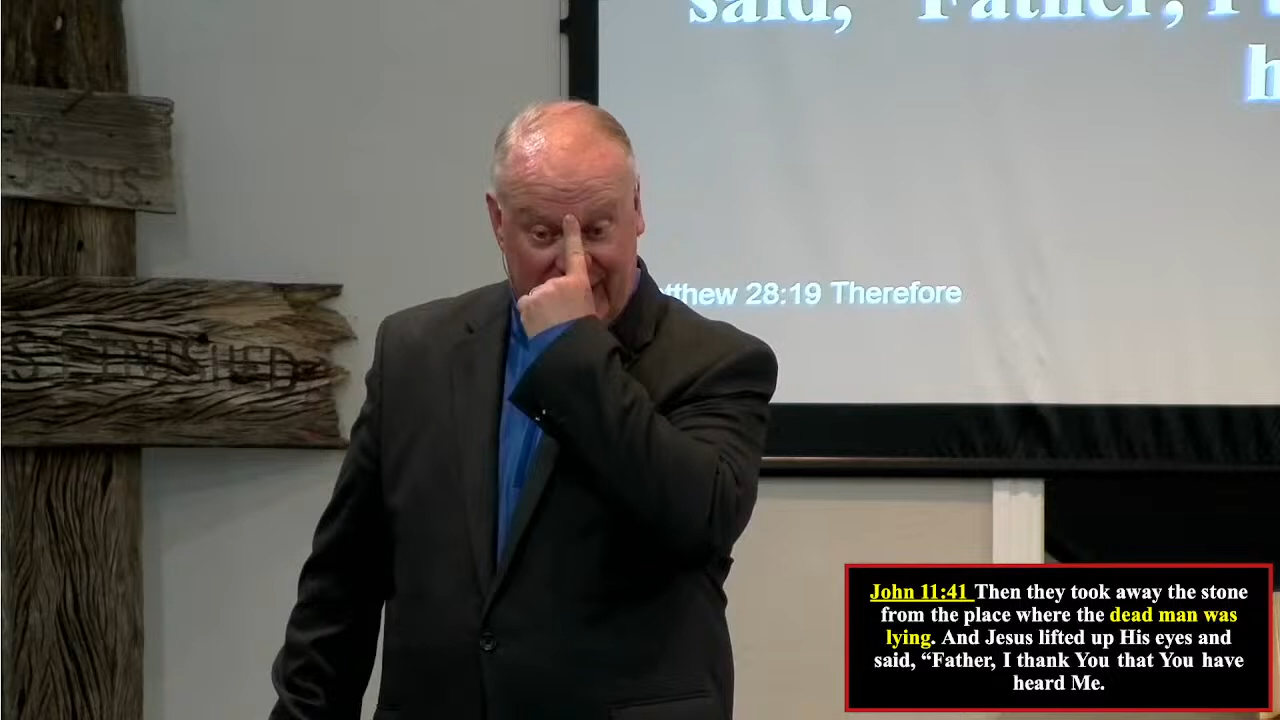 said, “Father, I
h
JESUS.
S FINISHED
tthew 28:19 Therefore
John 11:41 Then they took away the stone
from the place where the dead man was
lying. And Jesus lifted up His eyes and
said, “Father, I thank You that You have
heard Me.